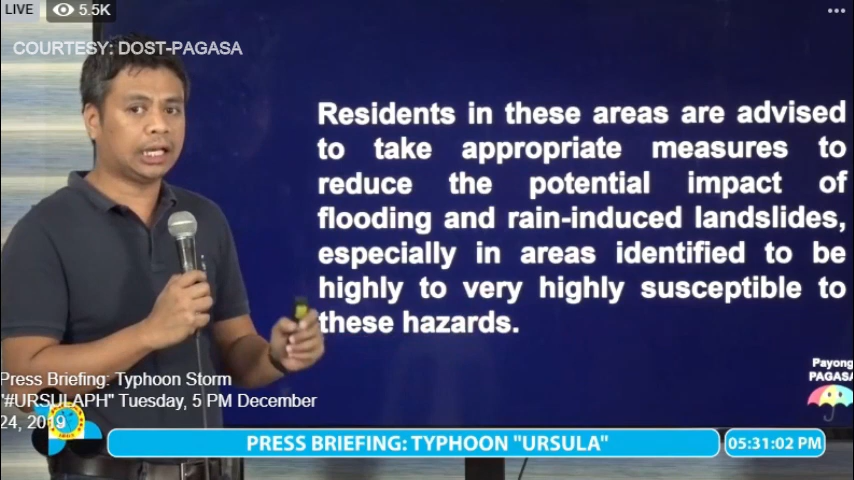 LIVE 5.5K
COURTESY: DOST-PAGASA
Residents in these areas are advised
to take appropriate measures to
reduce the potential impact of
flooding and rain-induced landslides,
especially in areas identified to be
highly to very highly susceptible to
these hazards.
Payong
PAGASA
Press Briefing: Typhoon Storm
"#URSULAPH" Tuesday, 5 PM December
24, 2019
PRESS BRIEFING: TYPHOON "URSULA"
05:31:02 PM